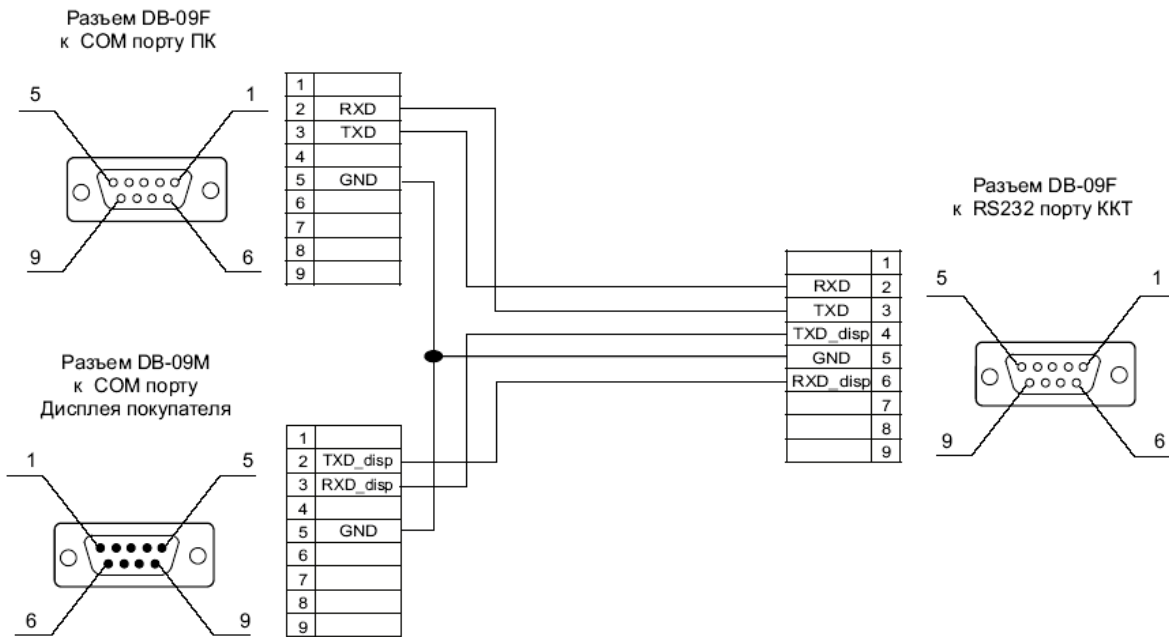 Разъем DB-09F
к COM порту ПК
5
1
9
6
1
2 RXD
3 TXD
4
5 GND
6
7
8
9
Разъем DB-09M
к COM порту
Дисплея покупателя
1
5
6
9
1
2 TXD_disp
3 RXD_disp
4
5 GND
6
7
8
9
1
RXD 2
TXD 3
TXD_disp 4
GND 5
RXD_disp 6
7
8
9
Разъем DB-09F
к RS232 порту ККТ
5
1
9
6